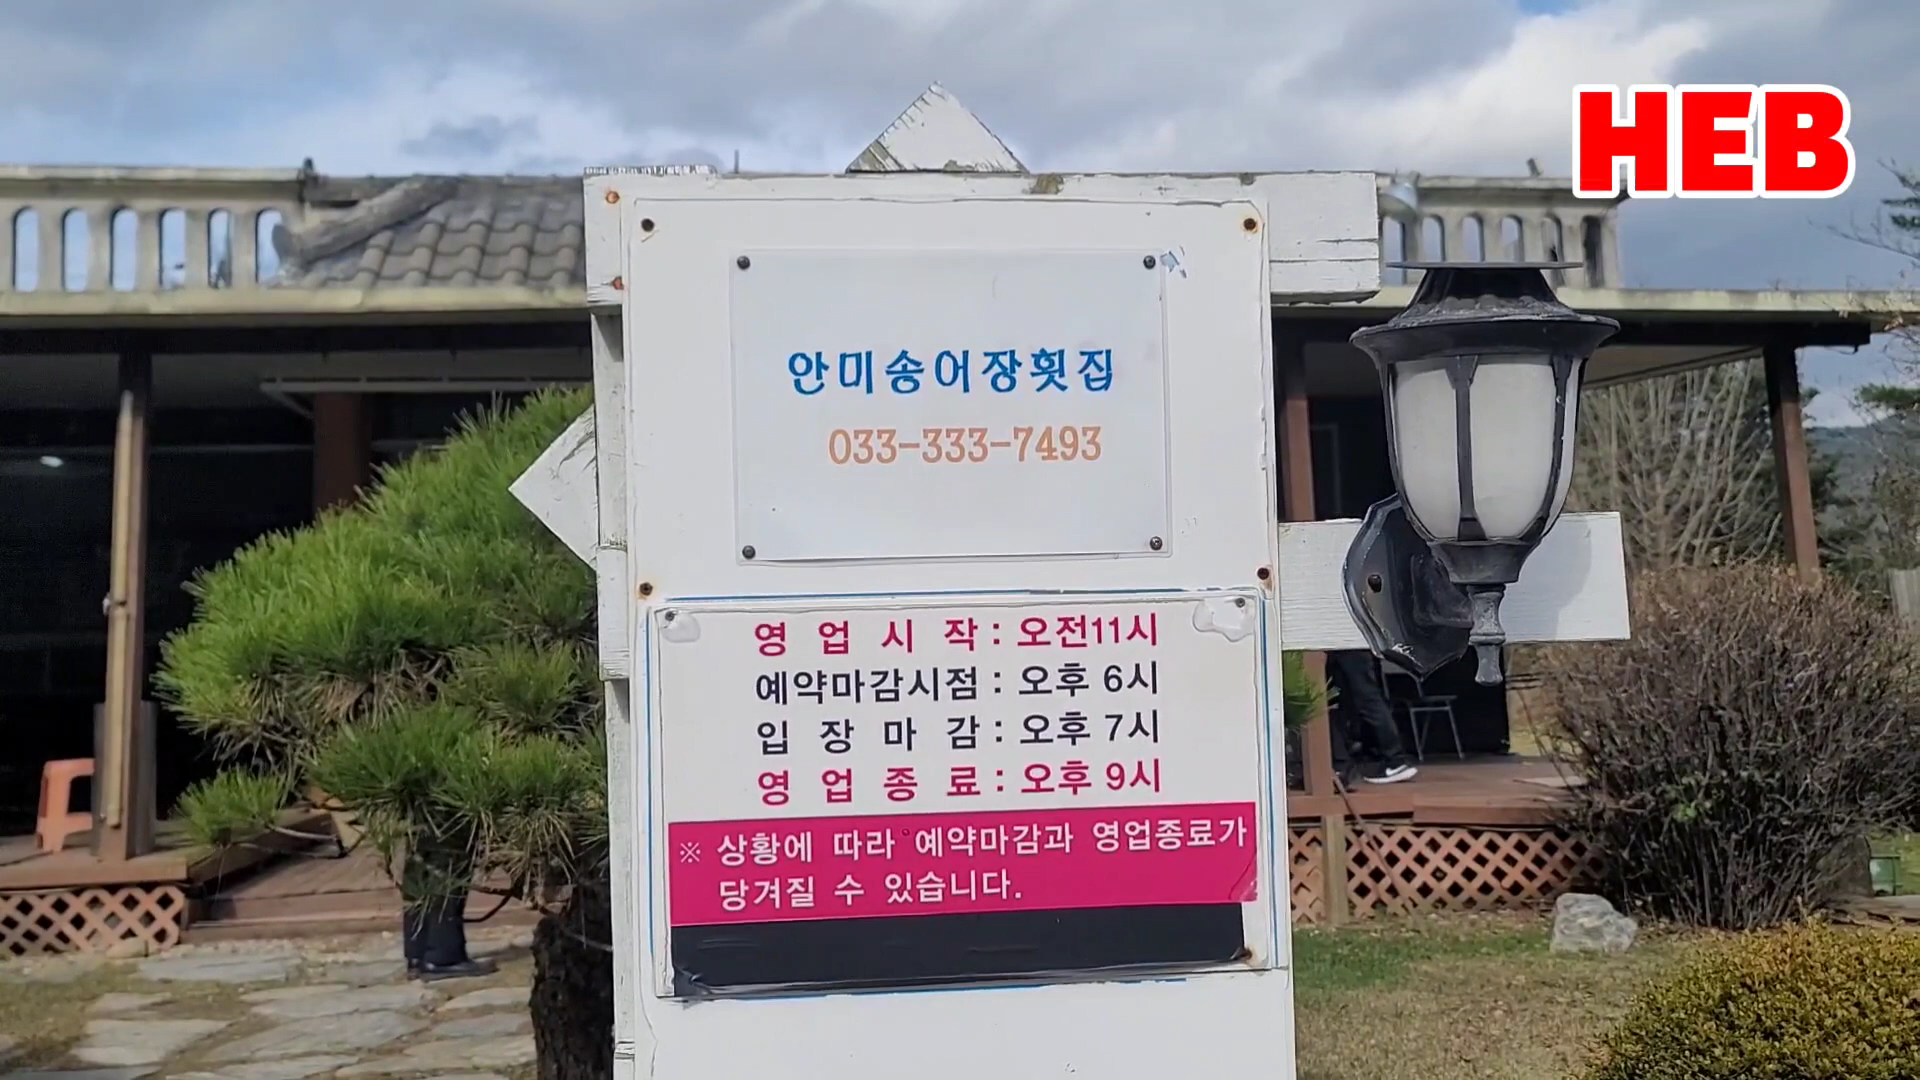 HEB
안미송어장횟집
033-333-7493
영 업 시 작 : 오전11시
예약마감시점 : 오후 6시
입 장 마 감 : 오후 7시
영 업 종 료 : 오후 9시
※ 상황에 따라 예약마감과 영업종료가
당겨질 수 있습니다.